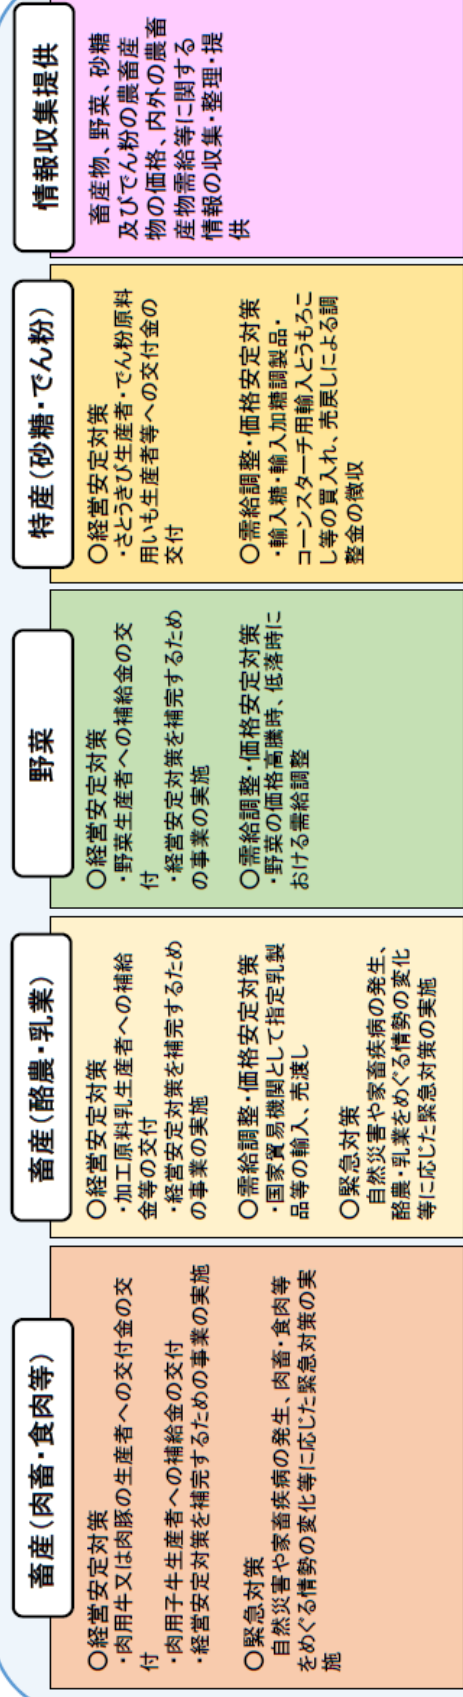 畜産(肉畜・食肉等)
○経営安定対策
・肉用牛又は肉豚の生産者への交付金の交
付
・肉用子牛生産者への補給金の交付
・経営安定対策を補完するための事業の実施
○緊急対策
自然災害や家畜疾病の発生、肉畜・食肉等
をめぐる情勢の変化等に応じた緊急対策の実
施
畜産(酪農・乳業)
○経営安定対策
・加工原料乳生産者への補給
金等の交付
・経営安定対策を補完するため
の事業の実施
○需給調整・価格安定対策
・国家貿易機関として指定乳製
品等の輸入、売渡し
○緊急対策
自然災害や家畜疾病の発生、
酪農・乳業をめぐる情勢の変化
等に応じた緊急対策の実施
野菜
○経営安定対策
・野菜生産者への補給金の交
付
・経営安定対策を補完するため
の事業の実施
○需給調整・価格安定対策
・野菜の価格高騰時、低落時に
おける需給調整
特産(砂糖・でん粉)
○経営安定対策
・さとうきび生産者・でん粉原料
用いも生産者等への交付金の
交付
○需給調整・価格安定対策
・輸入糖・輸入加糖調製品・
コーンスターチ用輸入とうもろこ
し等の買入れ、売戻しによる調
整金の徴収
情報収集提供
畜産物、野菜、砂糖
及びでん粉の農畜産
物の価格、内外の農畜
産物需給等に関する
情報の収集・整理・提
供